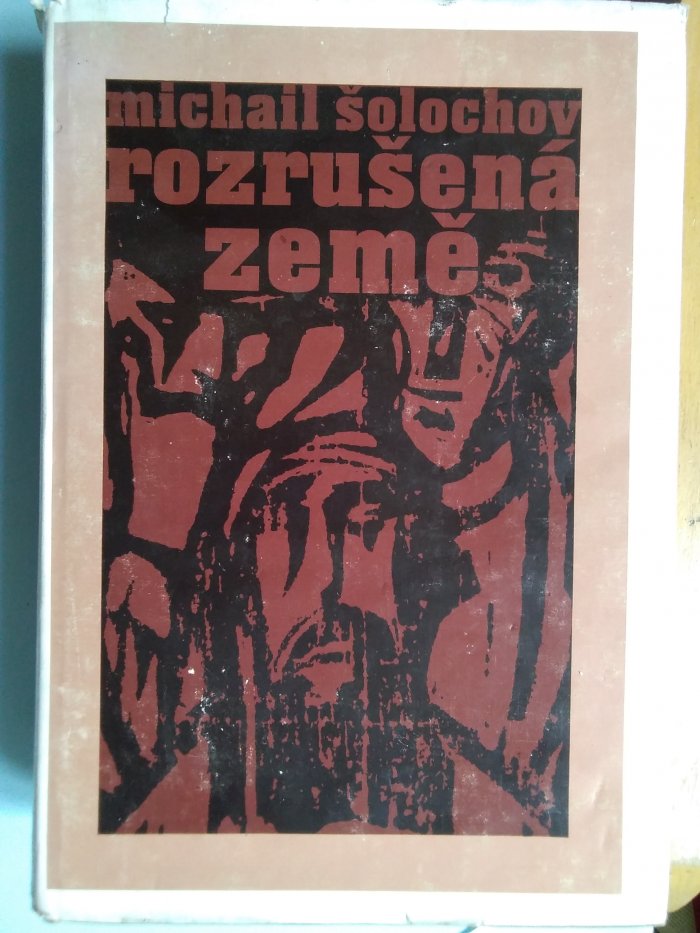 michail šolochov
rozrušená
země